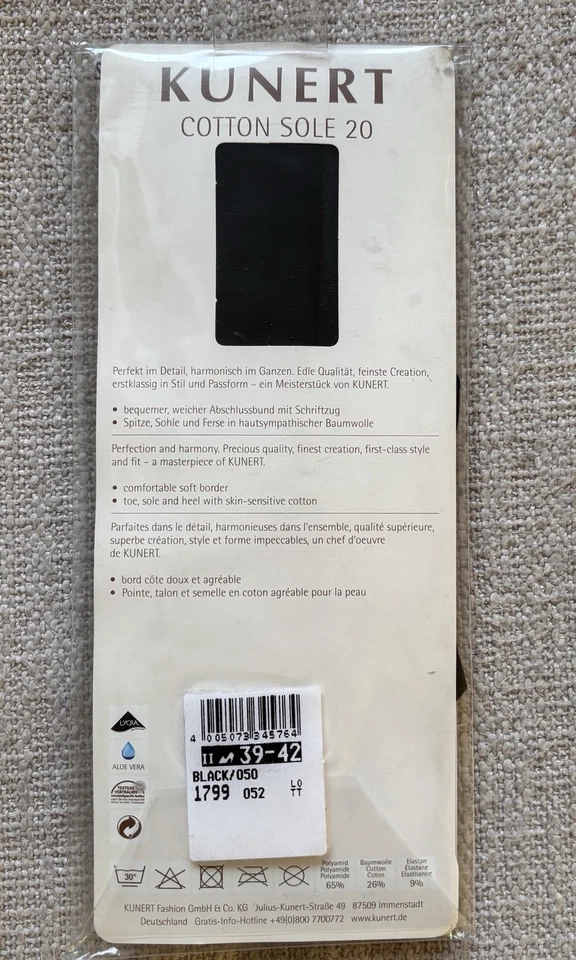 KUNERT
COTTON SOLE 20
Perfekt im Detail, harmonisch im Ganzen. Edle Qualität, feinste Creation,
erstklassig in Stil und Passform – ein Meisterstück von KUNERT.
• bequemer, weicher Abschlussbund mit Schriftzug
• Spitze, Sohle und Ferse in hautsympathischer Baumwolle
Perfection and harmony. Precious quality, finest creation, first-class style
and fit – a masterpiece of KUNERT.
• comfortable soft border
• toe, sole and heel with skin-sensitive cotton
Parfaites dans le détail, harmonieuses dans l'ensemble, qualité supérieure,
superbe création, style et forme impeccables, un chef d'oeuvre
de KUNERT.
• bord côte doux et agréable
• Pointe, talon et semelle en coton agréable pour la peau
LYCRA
ALOE VERA
TEXTILES
VERTRAUEN
4 005073 345764
II 39-42
BLACK/050
1799 052 LO
TT
30°
Polyamid
Polyamide
Polyamide
65%
Baumwolle
Cotton
Coton
26%
Elastan
Elastane
Elasthanne
9%
KUNERT Fashion GmbH & Co. KG Julius-Kunert-Straße 49 87509 Immenstadt
Deutschland Gratis-Info-Hotline +49(0)800 7700772 www.kunert.de